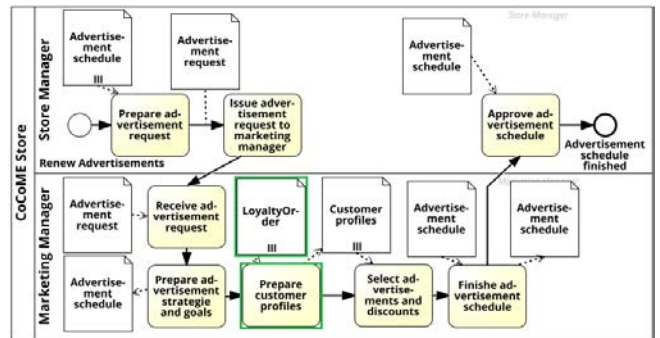 Store Manager
CoCoME Store
Store Manager
Advertise-
ment
schedule
III
Advertise-
ment
request
Advertise-
ment
schedule
Prepare ad-
vertisement
request
Issue adver-
tisement
request to
marketing
manager
Approve ad-
vertisement
schedule
Renew Advertisements
Advertisement
schedule
finished
Marketing Manager
Advertise-
ment
request
Receive ad-
vertisement
request
LoyaltyOr-
der
III
Customer
profiles
III
Advertise-
ment
schedule
Advertise-
ment
schedule
Advertise-
ment
schedule
Prepare ad-
vertisement
strategie
and goals
Prepare
customer
profiles
Select ad-
vertise-
ments and
discounts
Finishe ad-
vertisement
schedule